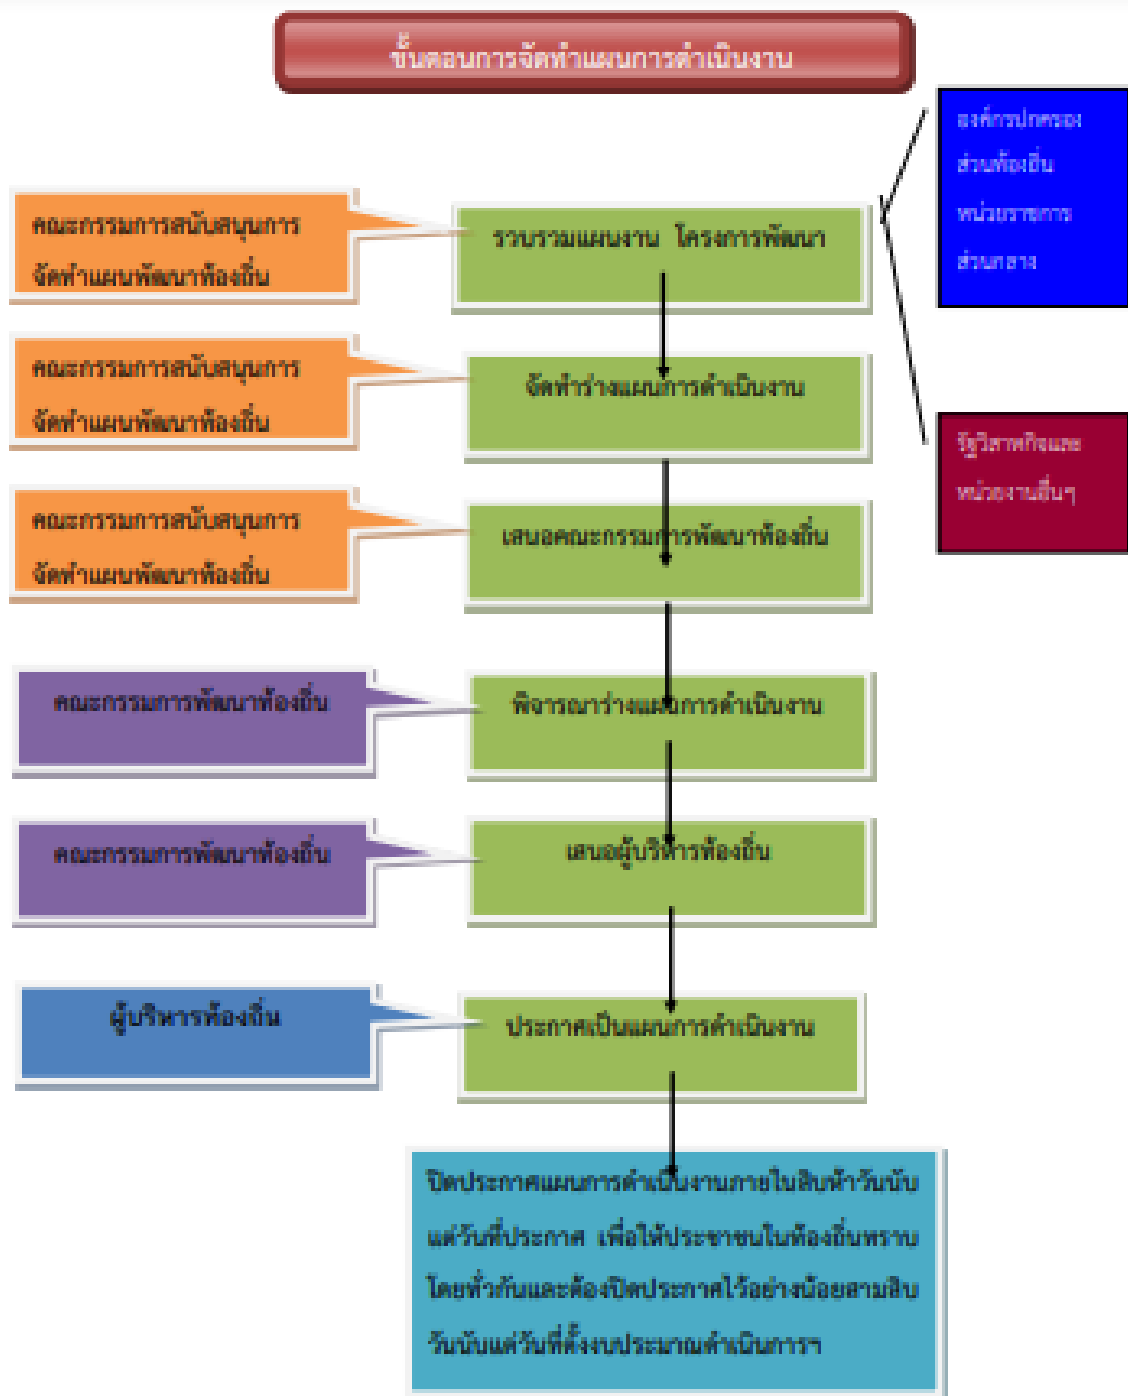 ขั้นตอนการจัดทำแผนการดำเนินงาน
องค์กรปกครอง
ส่วนท้องถิ่น
หน่วยราชการ
ส่วนกลาง
คณะกรรมการสนับสนุนการ
จัดทำแผนพัฒนาท้องถิ่น
รวบรวมแผนงาน โครงการพัฒนา
คณะกรรมการสนับสนุนการ
จัดทำแผนพัฒนาท้องถิ่น
จัดทำร่างแผนการดำเนินงาน
รัฐวิสาหกิจและ
หน่วยงานอื่นๆ
คณะกรรมการสนับสนุนการ
จัดทำแผนพัฒนาท้องถิ่น
เสนอคณะกรรมการพัฒนาท้องถิ่น
คณะกรรมการพัฒนาท้องถิ่น
พิจารณาร่างแผนการดำเนินงาน
คณะกรรมการพัฒนาท้องถิ่น
เสนอผู้บริหารท้องถิ่น
ผู้บริหารท้องถิ่น
ประกาศเป็นแผนการดำเนินงาน
ปิดประกาศแผนการดำเนินงานภายในสิบห้าวันนับ
แต่วันที่ประกาศ เพื่อให้ประชาชนในท้องถิ่นทราบ
โดยทั่วกันและต้องปิดประกาศไว้อย่างน้อยสามสิบ
วันนับแต่วันที่ตั้งงบประมาณดำเนินการฯ